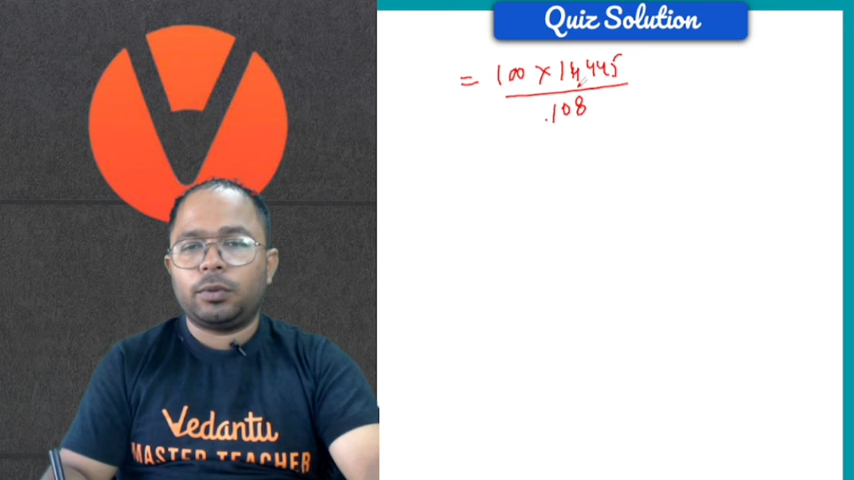 Quiz Solution
= 100 × 14.445
.108
Vedantu
MASTER TEACHER